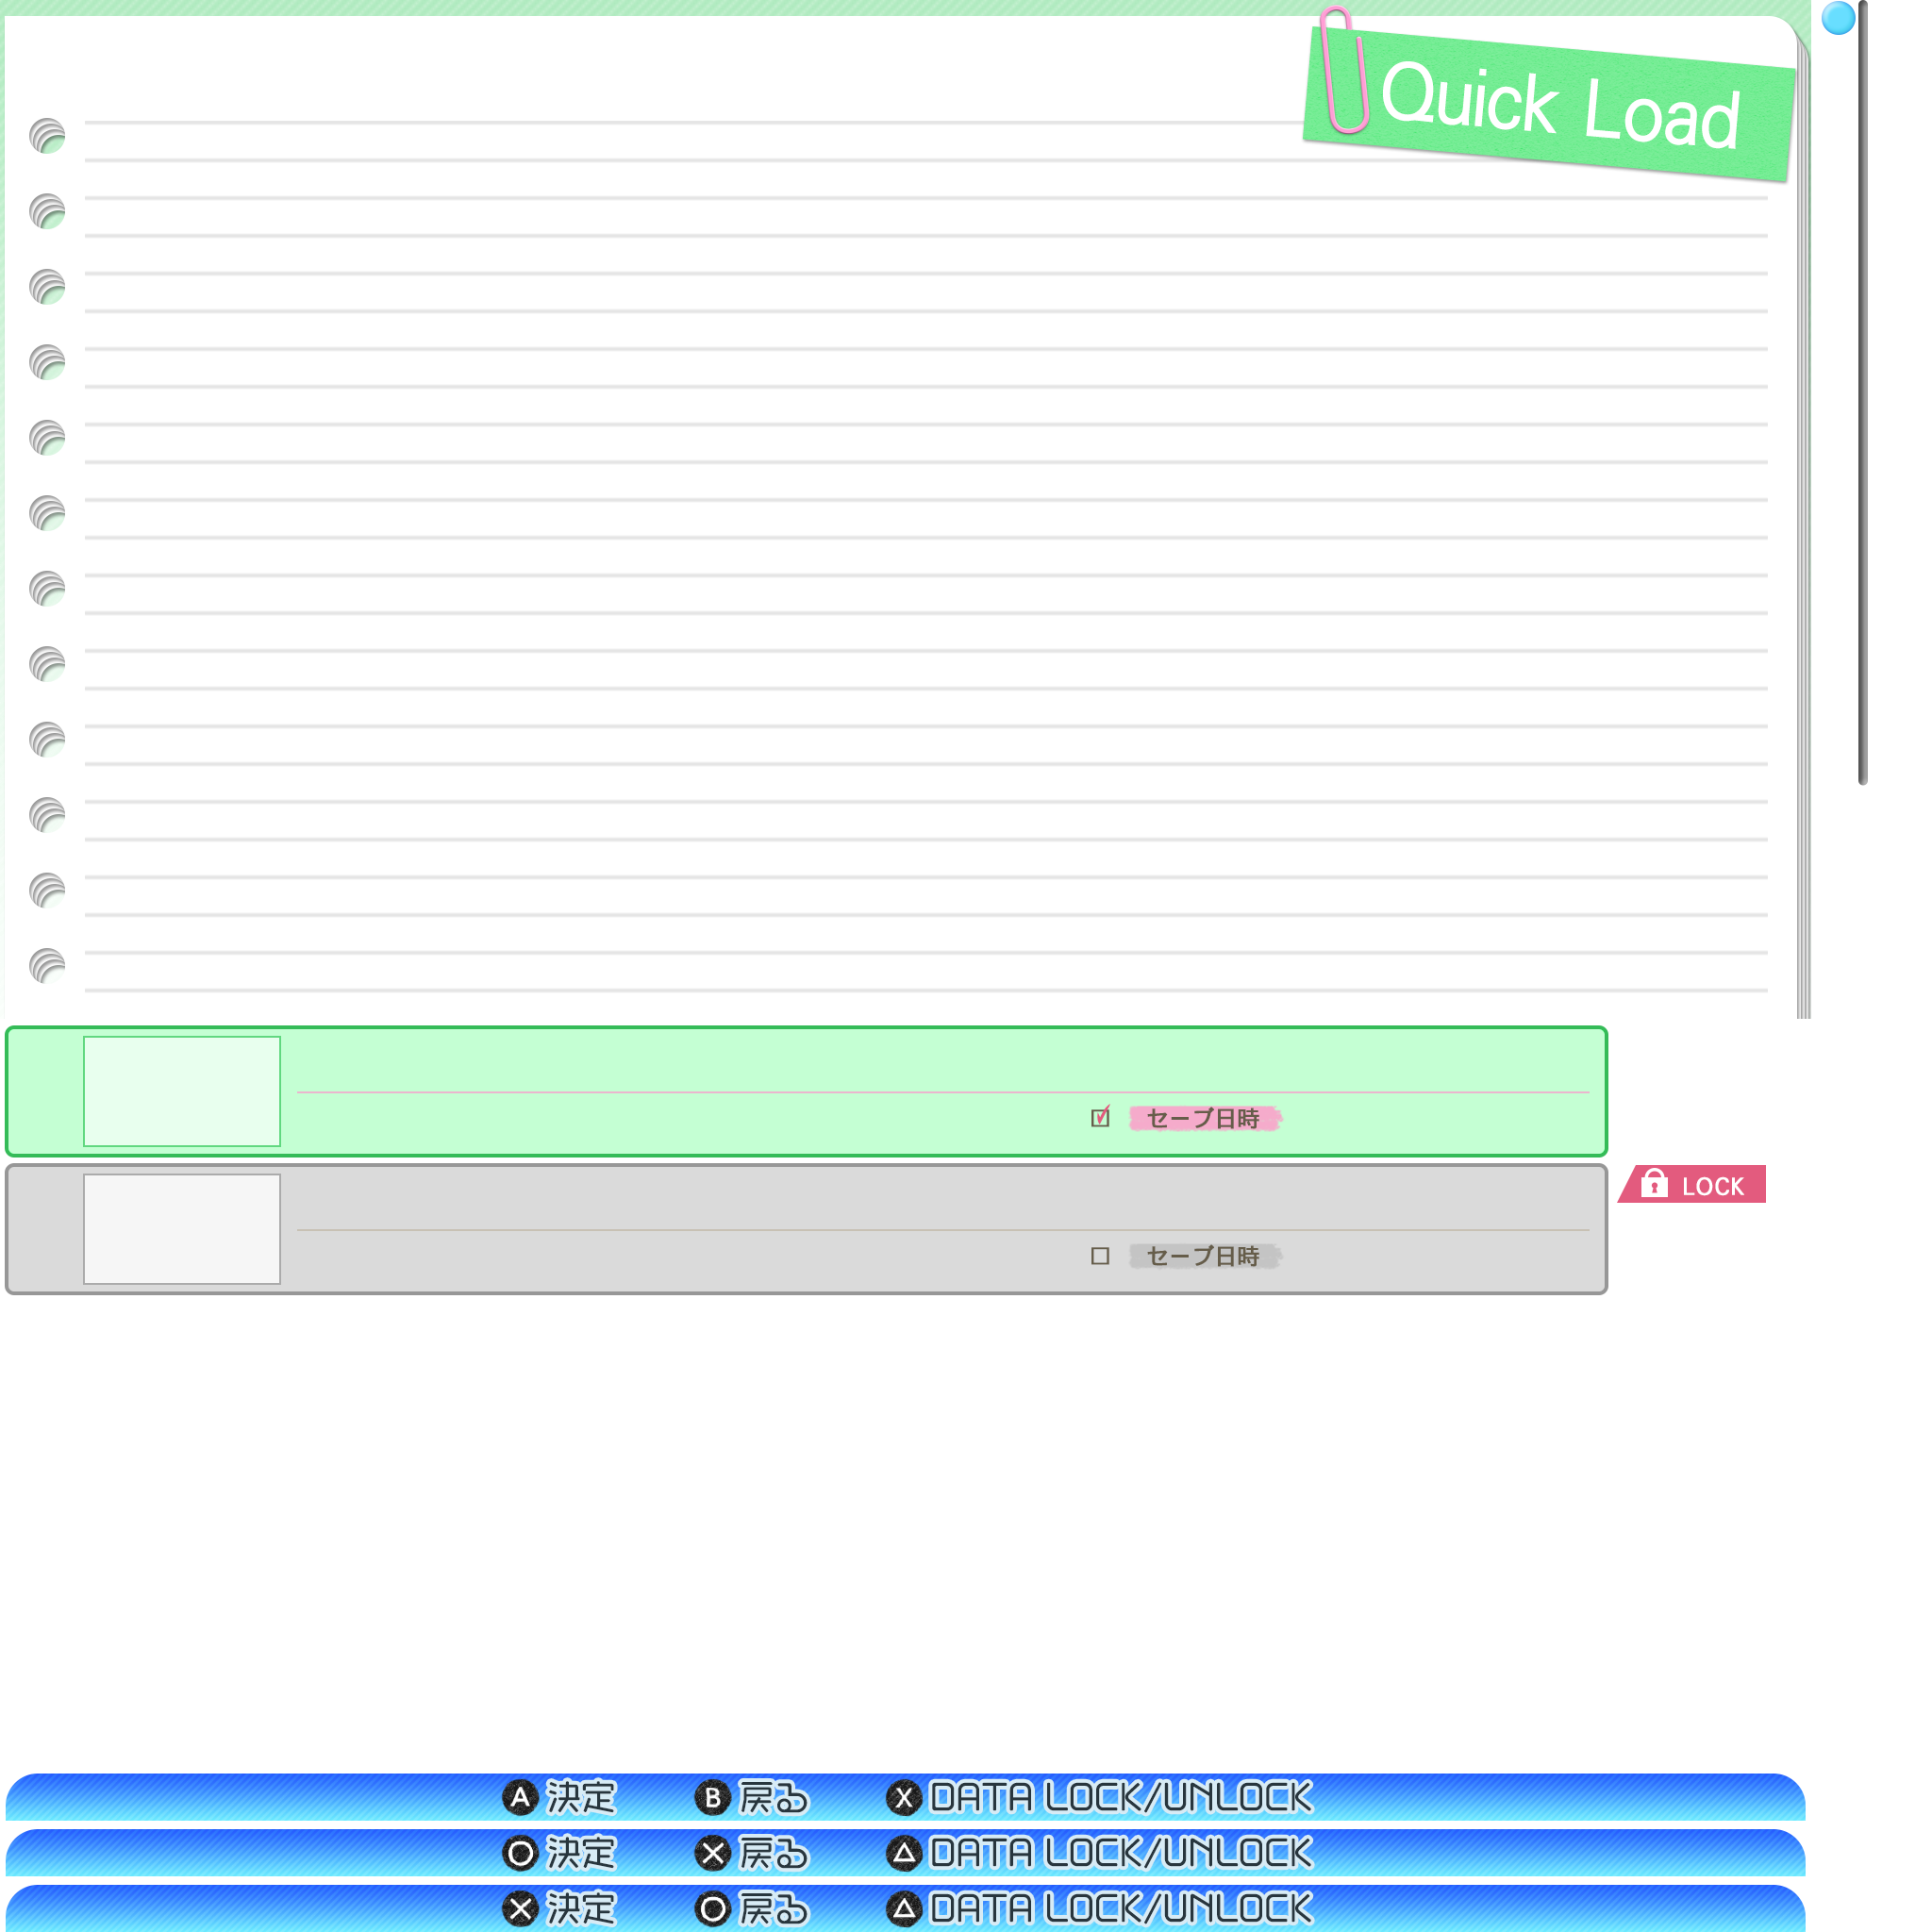 Quick Load
セーブ日時
LOCK
セーブ日時
A 決定 B 戻る X DATA LOCK/UNLOCK
○ 決定 × 戻る △ DATA LOCK/UNLOCK
× 決定 ○ 戻る △ DATA LOCK/UNLOCK